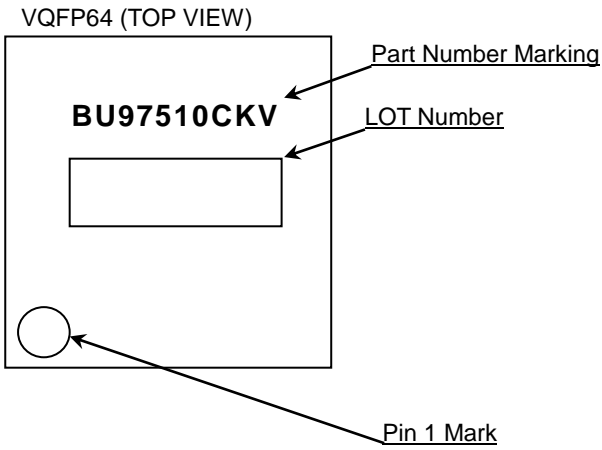 VQFP64 (TOP VIEW)
Part Number Marking
BU97510CKV
LOT Number
Pin 1 Mark